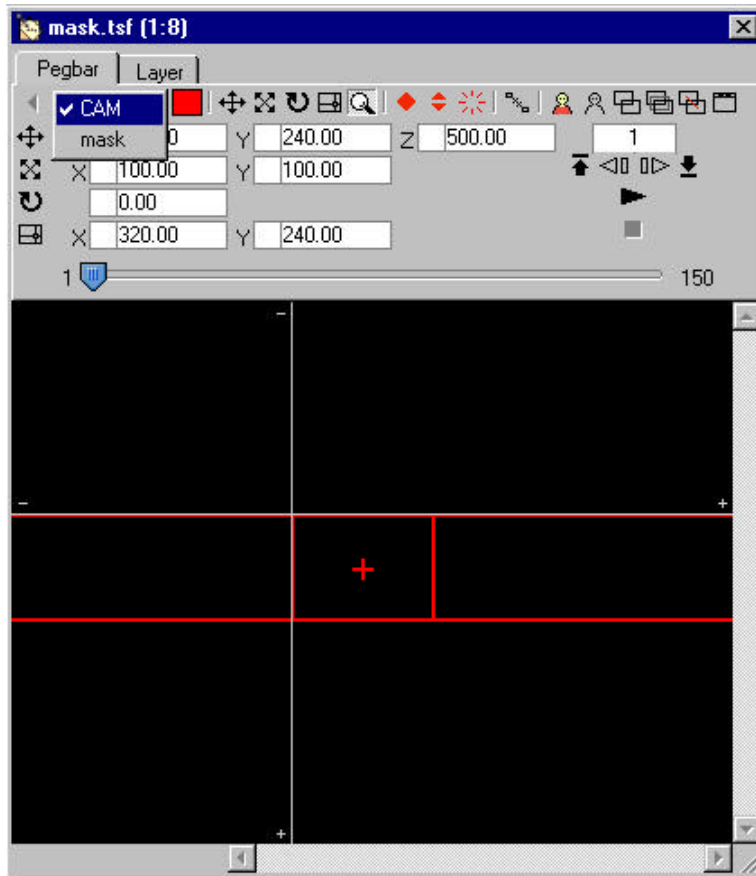 mask.tsf (1:8)
Pegbar Layer
CAM
mask
0 Y 240.00 Z 500.00 1
X 100.00 Y 100.00
0.00
X 320.00 Y 240.00
1 150
-
- +
+